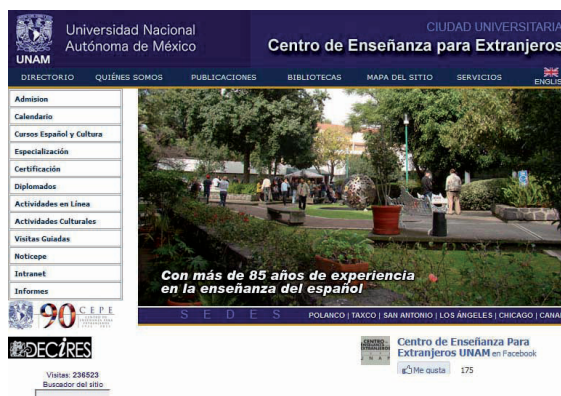 UNAM
Universidad Nacional
Autónoma de México
CIUDAD UNIVERSITARIA
Centro de Enseñanza para Extranjeros
DIRECTORIO QUIÉNES SOMOS PUBLICACIONES BIBLIOTECAS MAPA DEL SITIO SERVICIOS ENGLIS
Admision
Calendario
Cursos Español y Cultura
Especialización
Certificación
Diplomados
Actividades en Línea
Actividades Culturales
Visitas Guiadas
Noticepe
Intranet
Informes
Con más de 85 años de experiencia
en la enseñanza del español
SEDES POLANCO | TAXCO | SAN ANTONIO | LOS ÁNGELES | CHICAGO | CANA
90 CEPE
DECIRES
Visitas: 236523
Buscador del sitio
Centro de Enseñanza Para
Extranjeros UNAM en Facebook
Me gusta 175